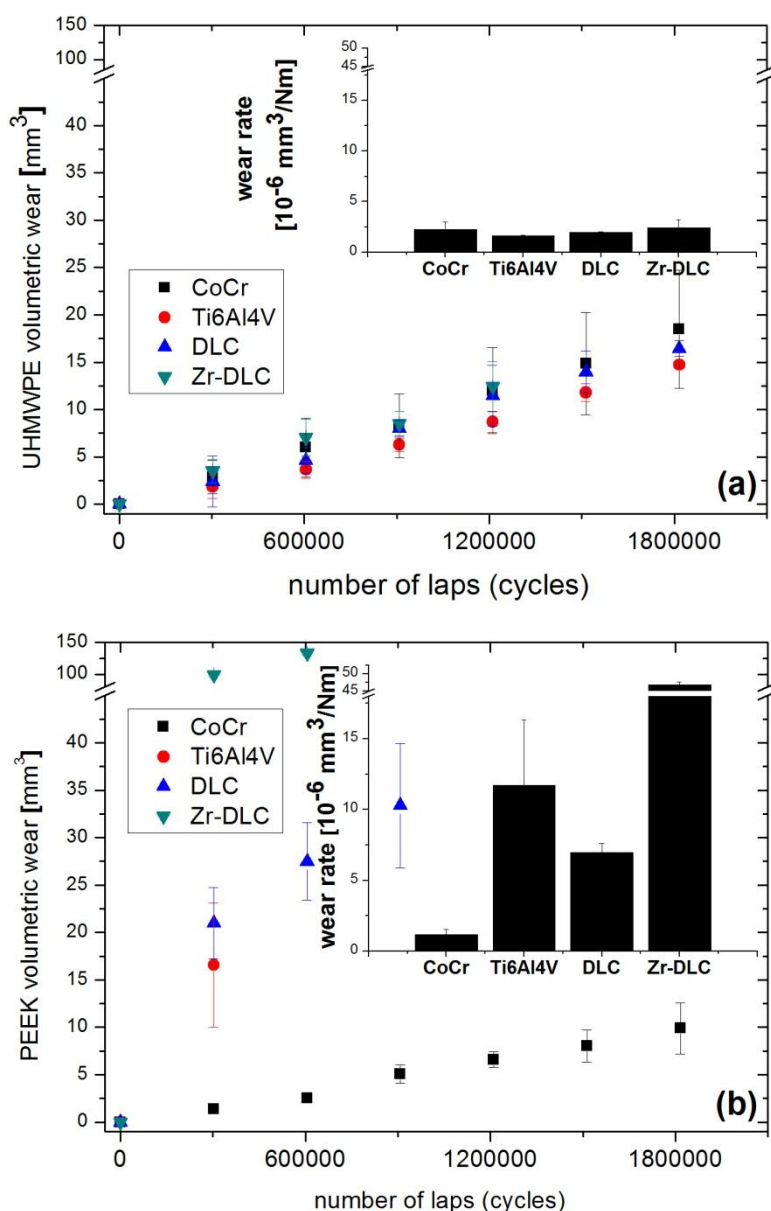 150
100
45
40
35
30
25
20
15
10
5
0
UHMWPE volumetric wear [mm³]
wear rate
[10-6 mm³/Nm]
50
45
15
10
5
0
CoCr Ti6Al4V DLC Zr-DLC
CoCr
Ti6Al4V
DLC
Zr-DLC
(a)
0 600000 1200000 1800000
number of laps (cycles)
150
100
40
35
30
25
20
15
10
5
0
PEEK volumetric wear [mm³]
wear rate [10-6 mm³/Nm]
50
45
15
10
5
0
CoCr Ti6Al4V DLC Zr-DLC
CoCr
Ti6Al4V
DLC
Zr-DLC
(b)
0 600000 1200000 1800000
number of laps (cycles)